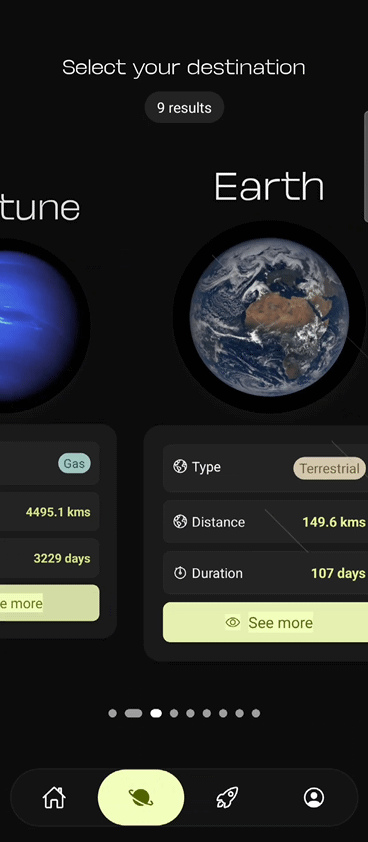 Select your destination
9 results
tune
Earth
Gas
4495.1 kms
3229 days
e more
Type
Terrestrial
Distance
149.6 kms
Duration
107 days
See more